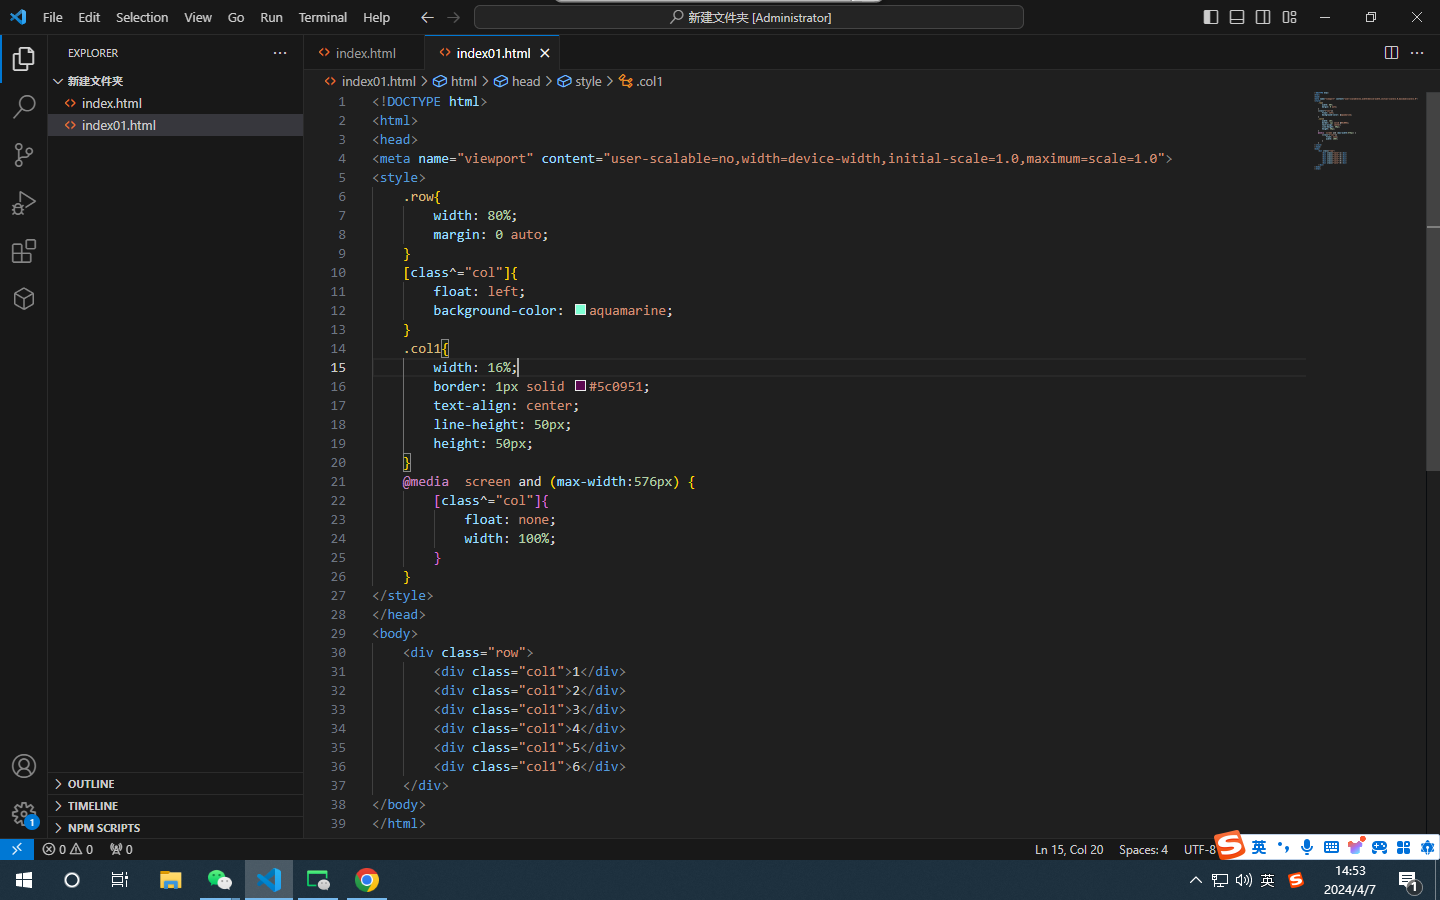 File Edit Selection View Go Run Terminal Help
新建文件夹 [Administrator]
EXPLORER
新建文件夹
index.html
index01.html
OUTLINE
TIMELINE
NPM SCRIPTS
index.html index01.html
index01.html > html > head > style > .col1
1 <!DOCTYPE html>
2 <html>
3 <head>
4 <meta name="viewport" content="user-scalable=no,width=device-width,initial-scale=1.0,maximum=scale=1.0">
5 <style>
6 .row{
7 width: 80%;
8 margin: 0 auto;
9 }
10 [class^="col"]{
11 float: left;
12 background-color: aquamarine;
13 }
14 .col1{
15 width: 16%;
16 border: 1px solid #5c0951;
17 text-align: center;
18 line-height: 50px;
19 height: 50px;
20 }
21 @media  screen and (max-width:576px) {
22 [class^="col"]{
23 float: none;
24 width: 100%;
25 }
26 }
27 </style>
28 </head>
29 <body>
30 <div class="row">
31 <div class="col1">1</div>
32 <div class="col1">2</div>
33 <div class="col1">3</div>
34 <div class="col1">4</div>
35 <div class="col1">5</div>
36 <div class="col1">6</div>
37 </div>
38 </body>
39 </html>
1
0 0 0
Ln 15, Col 20 Spaces: 4 UTF-8
S 英
英 S
14:53
2024/4/7
1